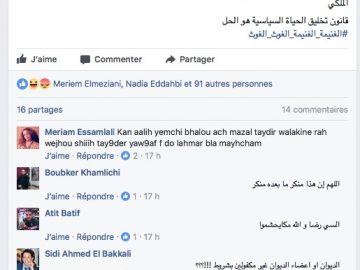 الملكي
قانون تخليق الحياة السياسية هو الحل
#الغنيمة_الغنيمة_الغوث_الغوث
J'aime Commenter Partager
Meriem Elmeziani, Nadia Eddahbi et 91 autres personnes
16 partages 14 commentaires
Meriam Essamlali Kan aalih yemchi bhalou ach mazal taydir walakine rah
wejhou shiiih tay9der yaw9af f do lahmar bla mayhcham
J'aime · Répondre · 2 · 17 h
Boubker Khamlichi
اللهم إن هذا منكر ما بعده منكر
J'aime · Répondre · 17 h
Atit Batif
السي رضا و الله مكايحشموا
J'aime · Répondre · 17 h
Sidi Ahmed El Bakkali
الديوان او اعضاء الديوان غير مكفولين بشروط !!!؟؟؟